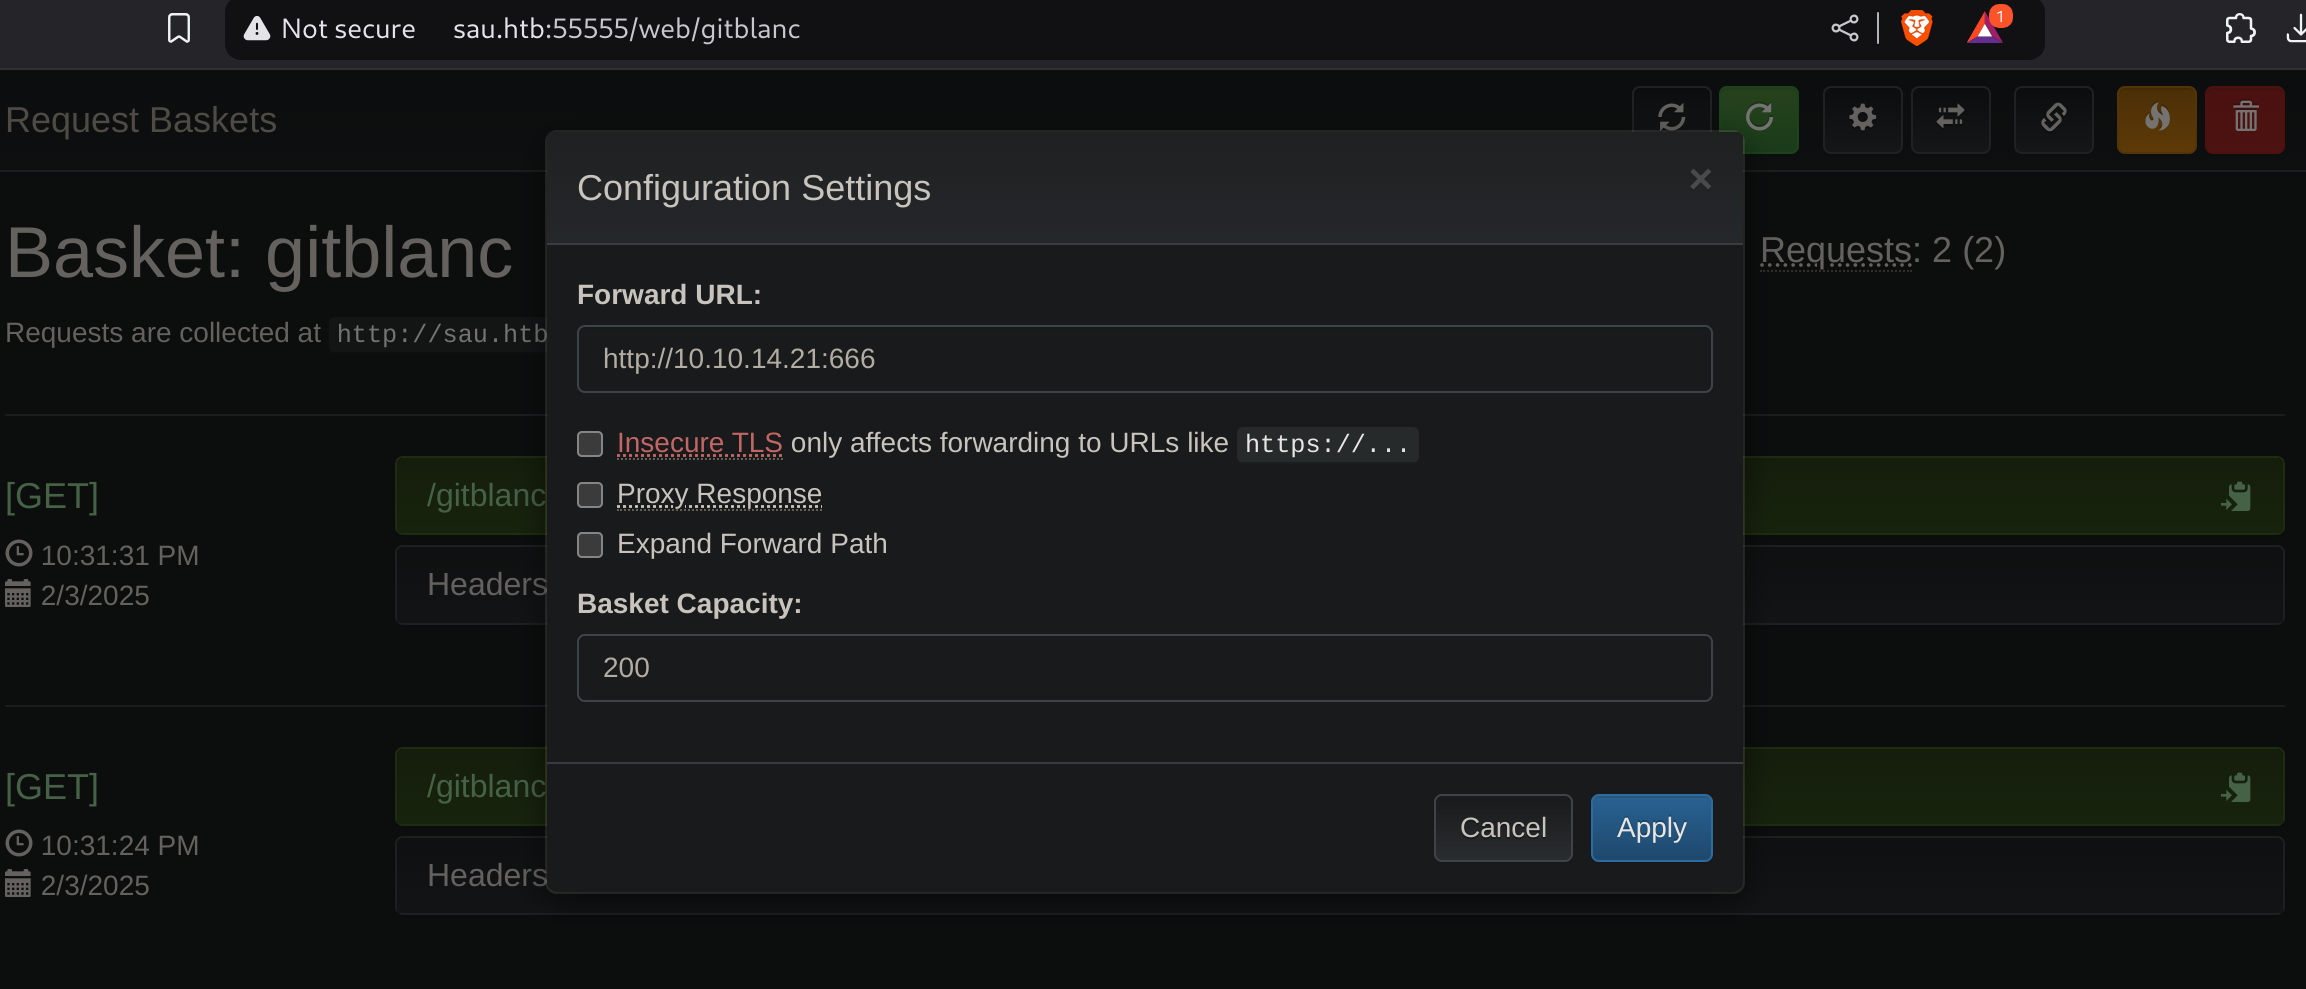 Not secure sau.htb:55555/web/gitblanc
1
Request Baskets
Configuration Settings
×
Basket: gitblanc
Requests: 2 (2)
Requests are collected at http://sau.htb
Forward URL:
http://10.10.14.21:666
Insecure TLS only affects forwarding to URLs like https://...
Proxy Response
Expand Forward Path
Basket Capacity:
200
[GET]
/gitblanc
10:31:31 PM
2/3/2025
Headers
[GET]
/gitblanc
10:31:24 PM
2/3/2025
Headers
Cancel
Apply